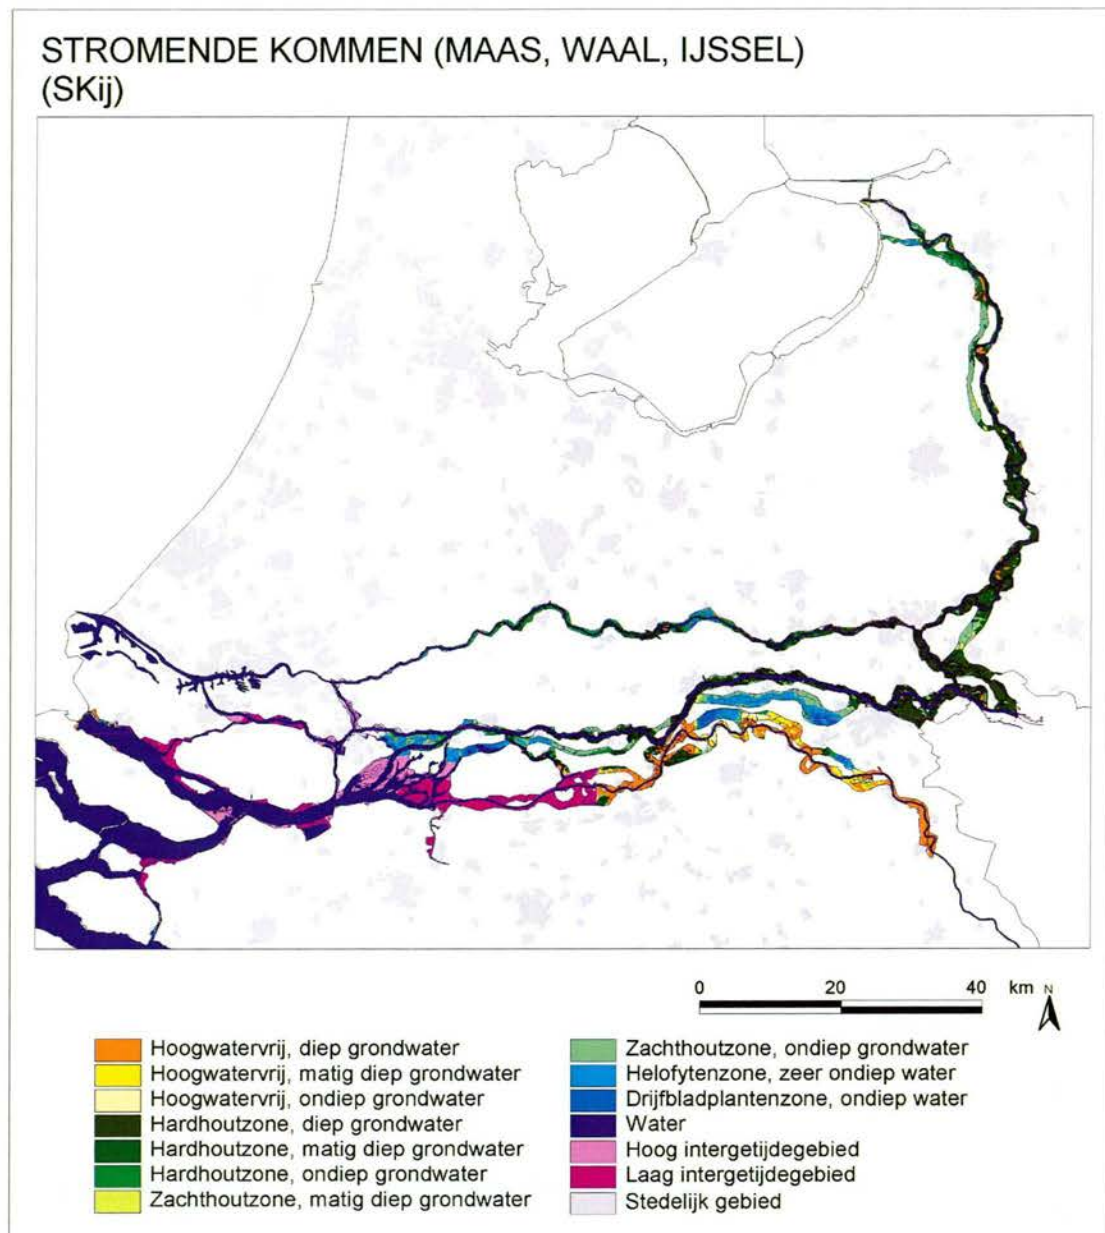 STROMENDE KOMMEN (MAAS, WAAL, IJSSEL)
(SKij)
0 20 40 km N
Hoogwatervrij, diep grondwater
Hoogwatervrij, matig diep grondwater
Hoogwatervrij, ondiep grondwater
Hardhoutzone, diep grondwater
Hardhoutzone, matig diep grondwater
Hardhoutzone, ondiep grondwater
Zachthoutzone, matig diep grondwater
Zachthoutzone, ondiep grondwater
Helofytenzone, zeer ondiep water
Drijfbladplantenzone, ondiep water
Water
Hoog intergetijdegebied
Laag intergetijdegebied
Stedelijk gebied